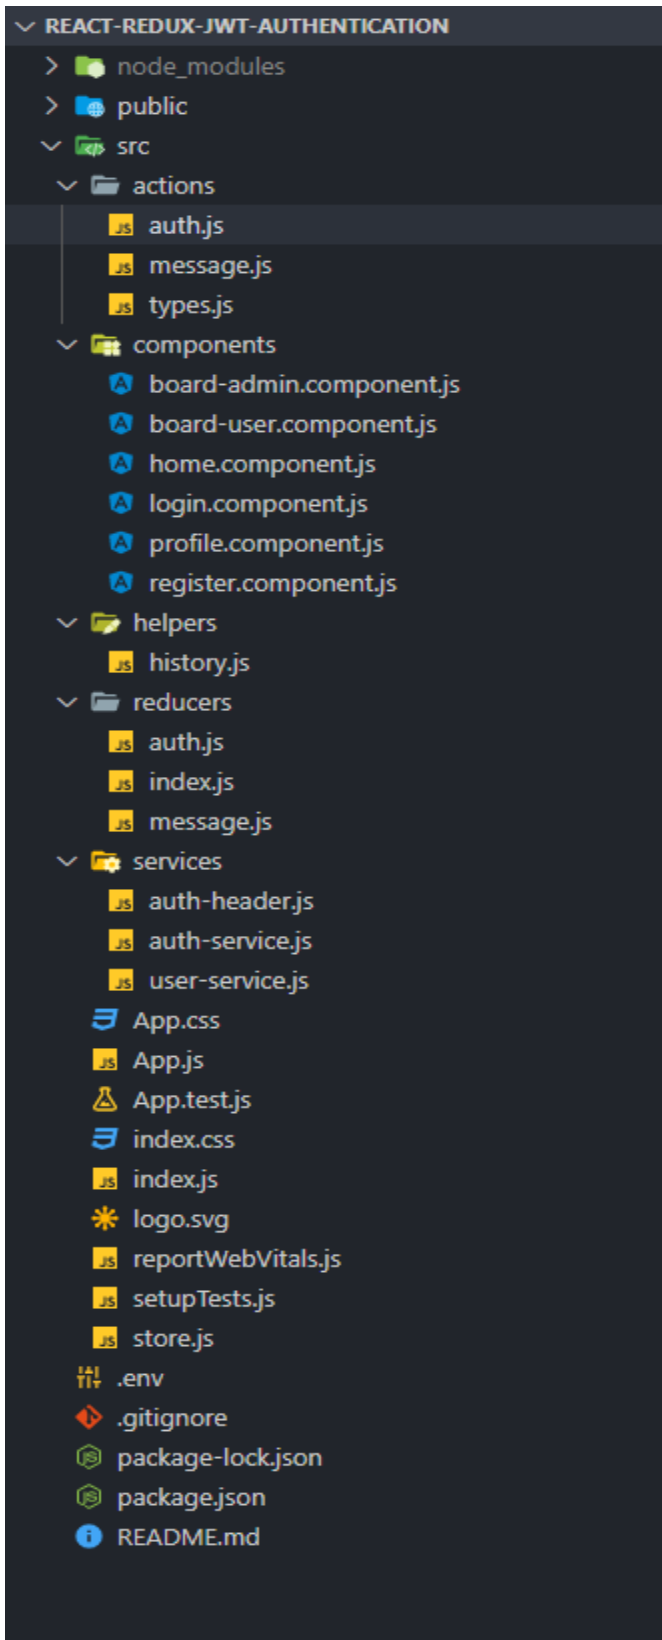 REACT-REDUX-JWT-AUTHENTICATION
node_modules
public
src
actions
auth.js
message.js
types.js
components
board-admin.component.js
board-user.component.js
home.component.js
login.component.js
profile.component.js
register.component.js
helpers
history.js
reducers
auth.js
index.js
message.js
services
auth-header.js
auth-service.js
user-service.js
App.css
App.js
App.test.js
index.css
index.js
logo.svg
reportWebVitals.js
setupTests.js
store.js
.env
.gitignore
package-lock.json
package.json
README.md